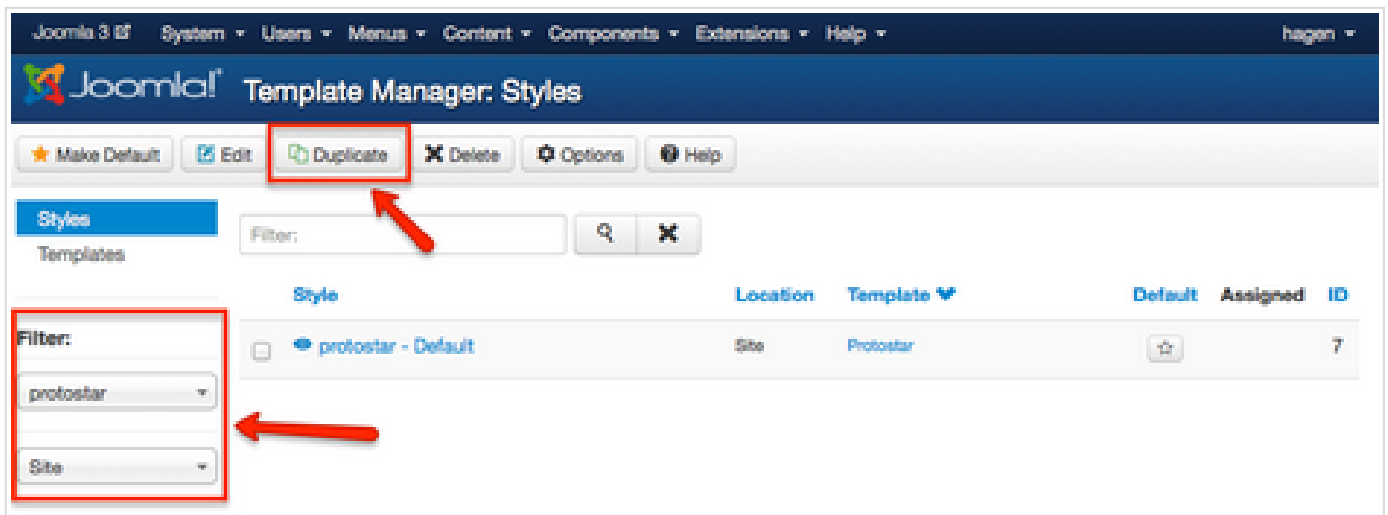 Joomla 3 System Users Menus Content Components Extensions Help hagen
Joomla! Template Manager: Styles
Make Default Edit Duplicate Delete Options Help
Styles
Templates
Filter:
Style Location Template Default Assigned ID
protostar - Default Site Protostar 7
Filter:
protostar
Site